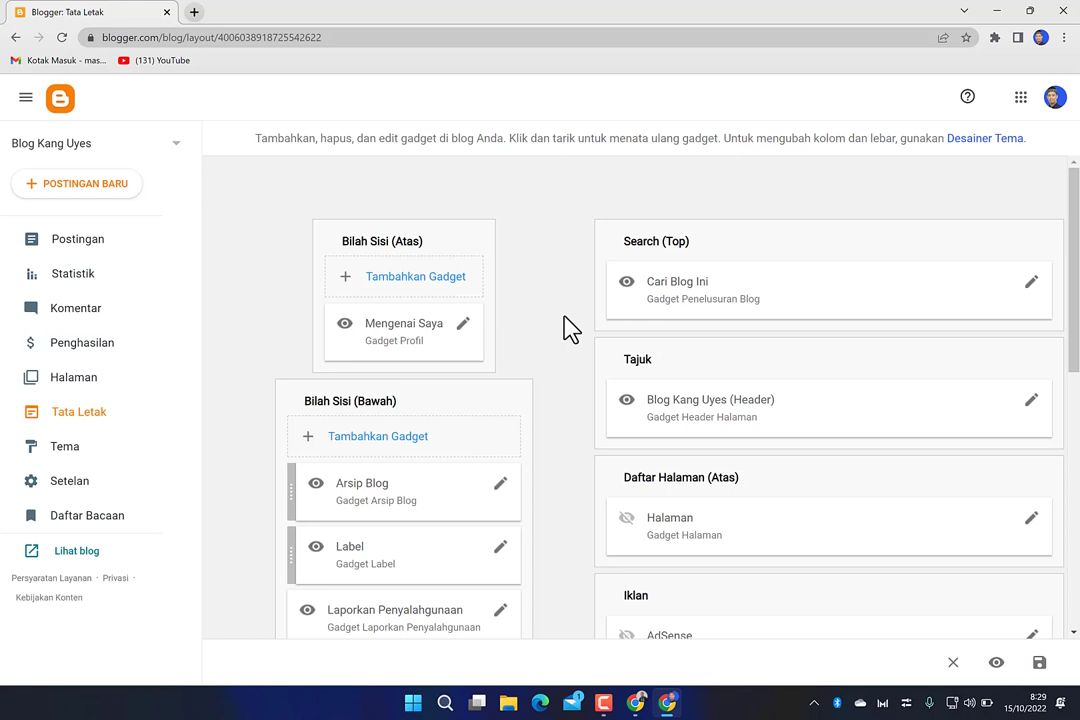 Blogger: Tata Letak
blogger.com/blog/layout/4006038918725542622
Kotak Masuk - mas...
(131) YouTube
Blog Kang Uyes
Tambahkan, hapus, dan edit gadget di blog Anda. Klik dan tarik untuk menata ulang gadget. Untuk mengubah kolom dan lebar, gunakan Desainer Tema.
POSTINGAN BARU
Postingan
Statistik
Komentar
Penghasilan
Halaman
Tata Letak
Tema
Setelan
Daftar Bacaan
Lihat blog
Persyaratan Layanan · Privasi ·
Kebijakan Konten
Bilah Sisi (Atas)
Tambahkan Gadget
Mengenai Saya
Gadget Profil
Bilah Sisi (Bawah)
Tambahkan Gadget
Arsip Blog
Gadget Arsip Blog
Label
Gadget Label
Laporkan Penyalahgunaan
Gadget Laporkan Penyalahgunaan
Search (Top)
Cari Blog Ini
Gadget Penelusuran Blog
Tajuk
Blog Kang Uyes (Header)
Gadget Header Halaman
Daftar Halaman (Atas)
Halaman
Gadget Halaman
Iklan
AdSense
1
8:29
15/10/2022